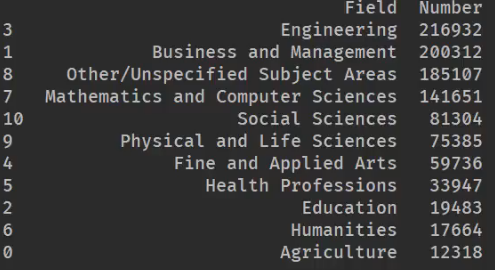 Field Number
3 Engineering 216932
1 Business and Management 200312
8 Other/Unspecified Subject Areas 185107
7 Mathematics and Computer Sciences 141651
10 Social Sciences 81304
9 Physical and Life Sciences 75385
4 Fine and Applied Arts 59736
5 Health Professions 33947
2 Education 19483
6 Humanities 17664
0 Agriculture 12318